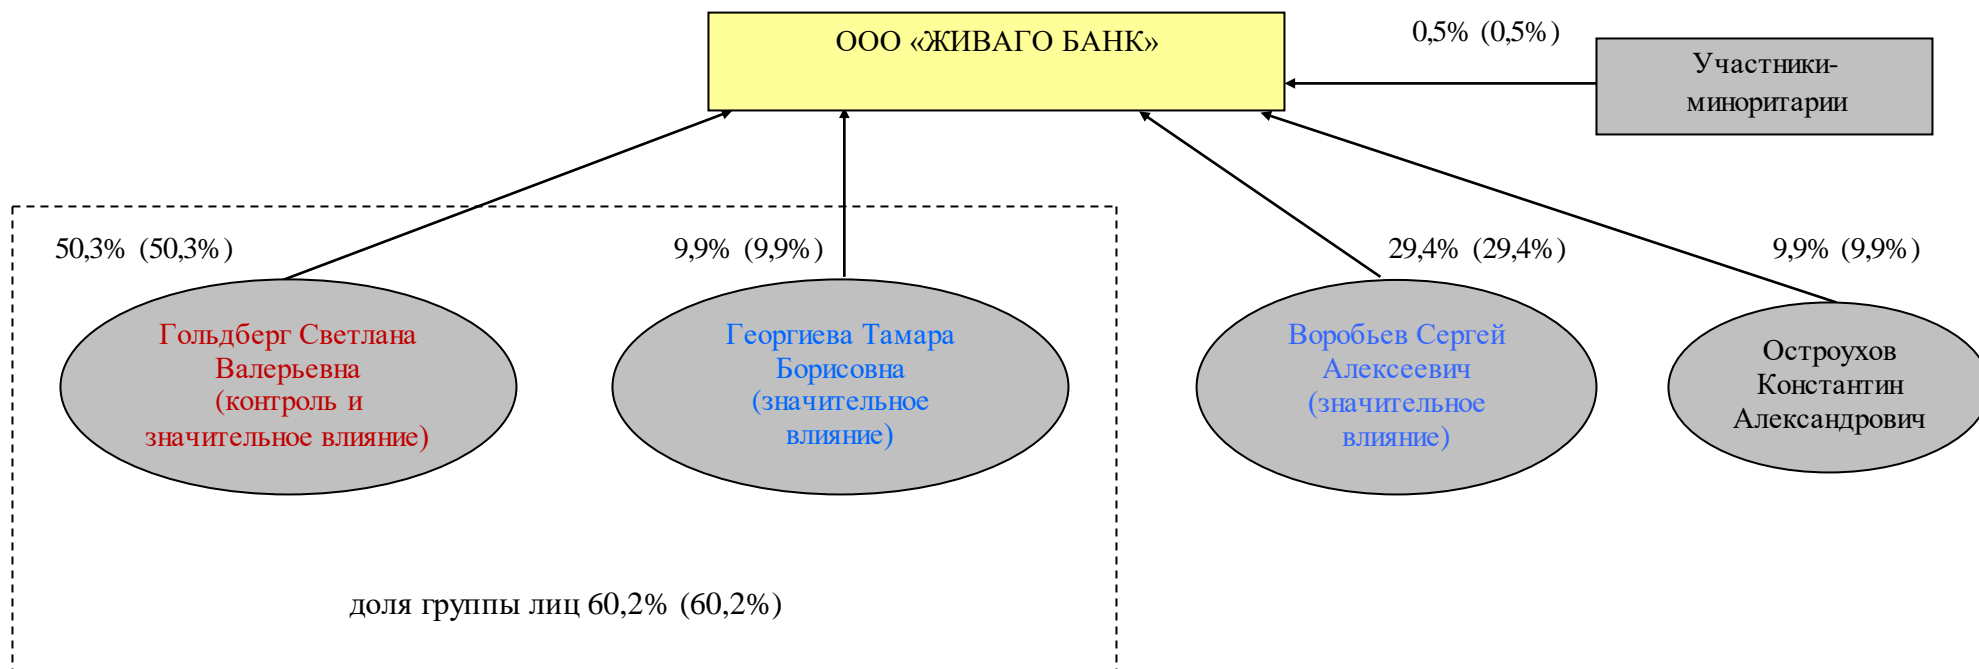 ООО «ЖИВАГО БАНК»
0,5% (0,5%)
Участники-
миноритарии
50,3% (50,3%)
9,9% (9,9%)
29,4% (29,4%)
9,9% (9,9%)
Гольдберг Светлана
Валерьевна
(контроль и
значительное влияние)
Георгиева Тамара
Борисовна
(значительное
влияние)
Воробьев Сергей
Алексеевич
(значительное
влияние)
Остроухов
Константин
Александрович
доля группы лиц 60,2% (60,2%)